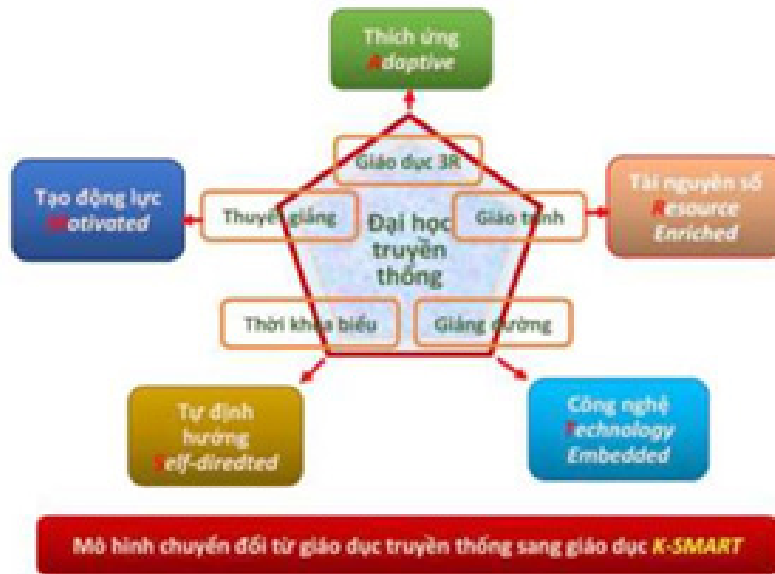 Thích ứng
Adaptive
Giáo dục 3R
Tạo động lực
Motivated
Thuyết giảng
Đại học
truyền
thống
Giáo trình
Tài nguyên số
Resource
Enriched
Thời khóa biểu
Giảng đường
Tự định
hướng
Self-diredted
Công nghệ
Technology
Embedded
Mô hình chuyển đổi từ giáo dục truyền thống sang giáo dục K-SMART